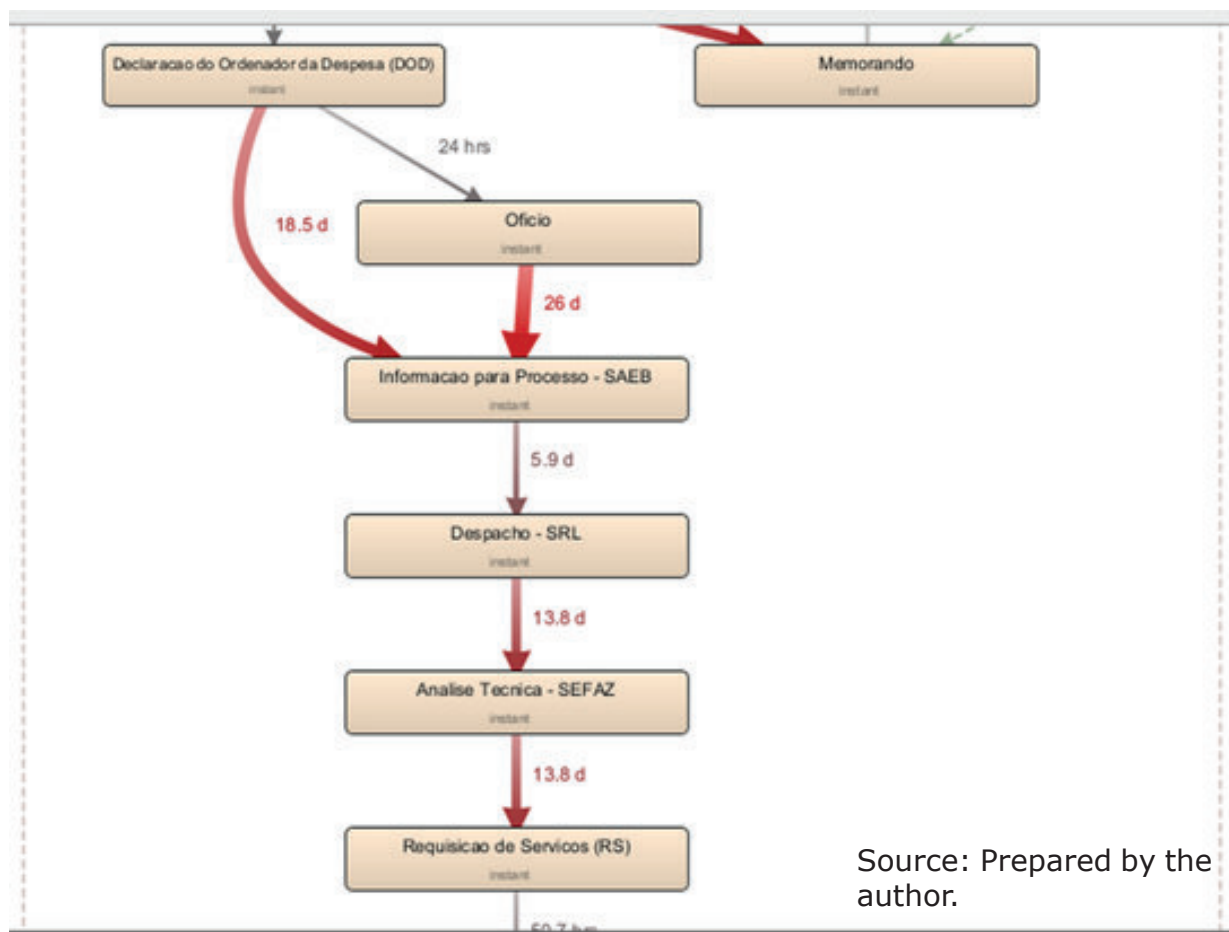 Declaracao do Ordenador da Despesa (DOD)
instant
Memorando
instant
24 hrs
Oficio
instant
18.5 d
26 d
Informacao para Processo - SAEB
instant
5.9 d
Despacho - SRL
instant
13.8 d
Analise Tecnica - SEFAZ
instant
13.8 d
Requisicao de Servicos (RS)
instant
Source: Prepared by the
author.